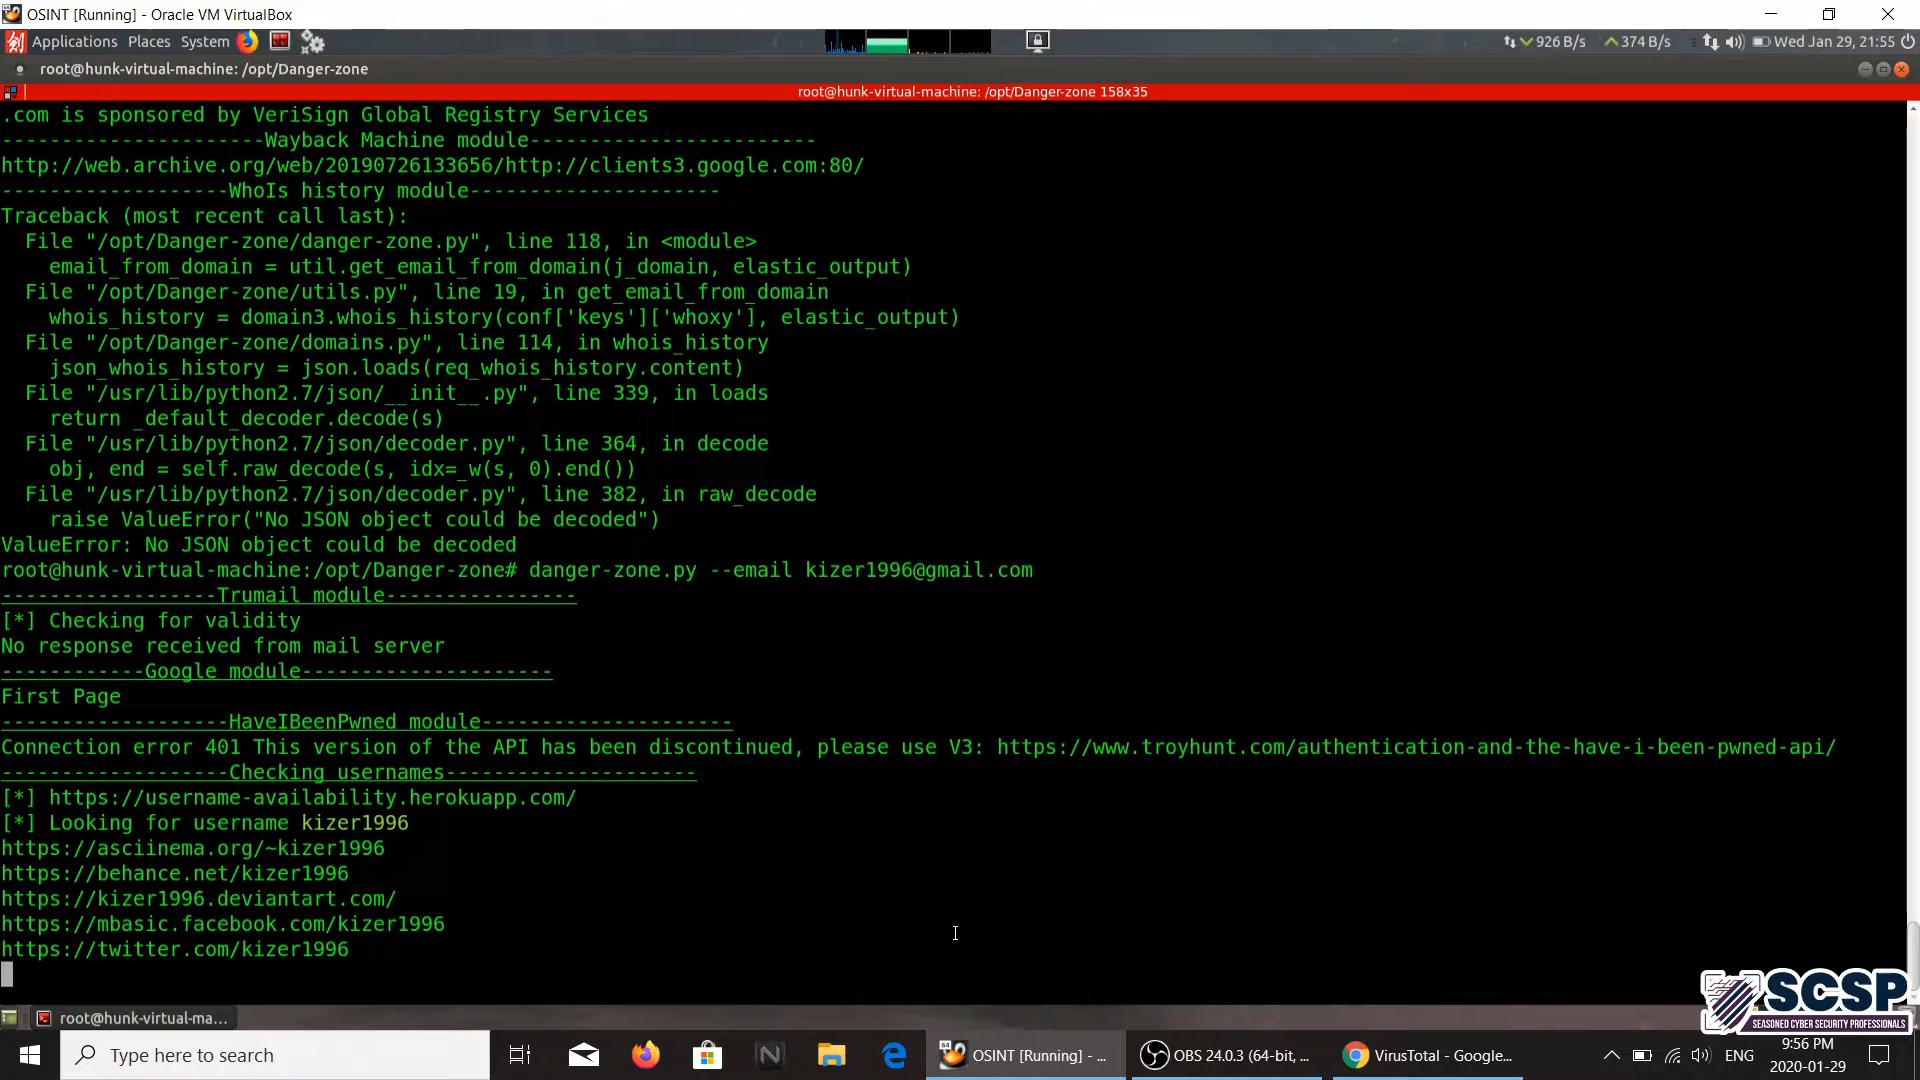 OSINT [Running] - Oracle VM VirtualBox
Applications Places System
926 B/s 374 B/s Wed Jan 29, 21:55
root@hunk-virtual-machine: /opt/Danger-zone
root@hunk-virtual-machine: /opt/Danger-zone 158x35
.com is sponsored by VeriSign Global Registry Services
----------------------Wayback Machine module------------------------
http://web.archive.org/web/20190726133656/http://clients3.google.com:80/
-------------------WhoIs history module---------------------
Traceback (most recent call last):
  File "/opt/Danger-zone/danger-zone.py", line 118, in <module>
    email_from_domain = util.get_email_from_domain(j_domain, elastic_output)
  File "/opt/Danger-zone/utils.py", line 19, in get_email_from_domain
    whois_history = domain3.whois_history(conf['keys']['whoxy'], elastic_output)
  File "/opt/Danger-zone/domains.py", line 114, in whois_history
    json_whois_history = json.loads(req_whois_history.content)
  File "/usr/lib/python2.7/json/__init__.py", line 339, in loads
    return _default_decoder.decode(s)
  File "/usr/lib/python2.7/json/decoder.py", line 364, in decode
    obj, end = self.raw_decode(s, idx=_w(s, 0).end())
  File "/usr/lib/python2.7/json/decoder.py", line 382, in raw_decode
    raise ValueError("No JSON object could be decoded")
ValueError: No JSON object could be decoded
root@hunk-virtual-machine:/opt/Danger-zone# danger-zone.py --email kizer1996@gmail.com
------------------Trumail module----------------
[*] Checking for validity
No response received from mail server
------------Google module---------------------
First Page
-------------------HaveIBeenPwned module---------------------
Connection error 401 This version of the API has been discontinued, please use V3: https://www.troyhunt.com/authentication-and-the-have-i-been-pwned-api/
-------------------Checking usernames---------------------
[*] https://username-availability.herokuapp.com/
[*] Looking for username kizer1996
https://asciinema.org/~kizer1996
https://behance.net/kizer1996
https://kizer1996.deviantart.com/
https://mbasic.facebook.com/kizer1996
https://twitter.com/kizer1996
SCSP
SEASONED CYBER SECURITY PROFESSIONALS
root@hunk-virtual-ma...
Type here to search
OSINT [Running] - ...
OBS 24.0.3 (64-bit, ...
VirusTotal - Google...
ENG
9:56 PM
2020-01-29